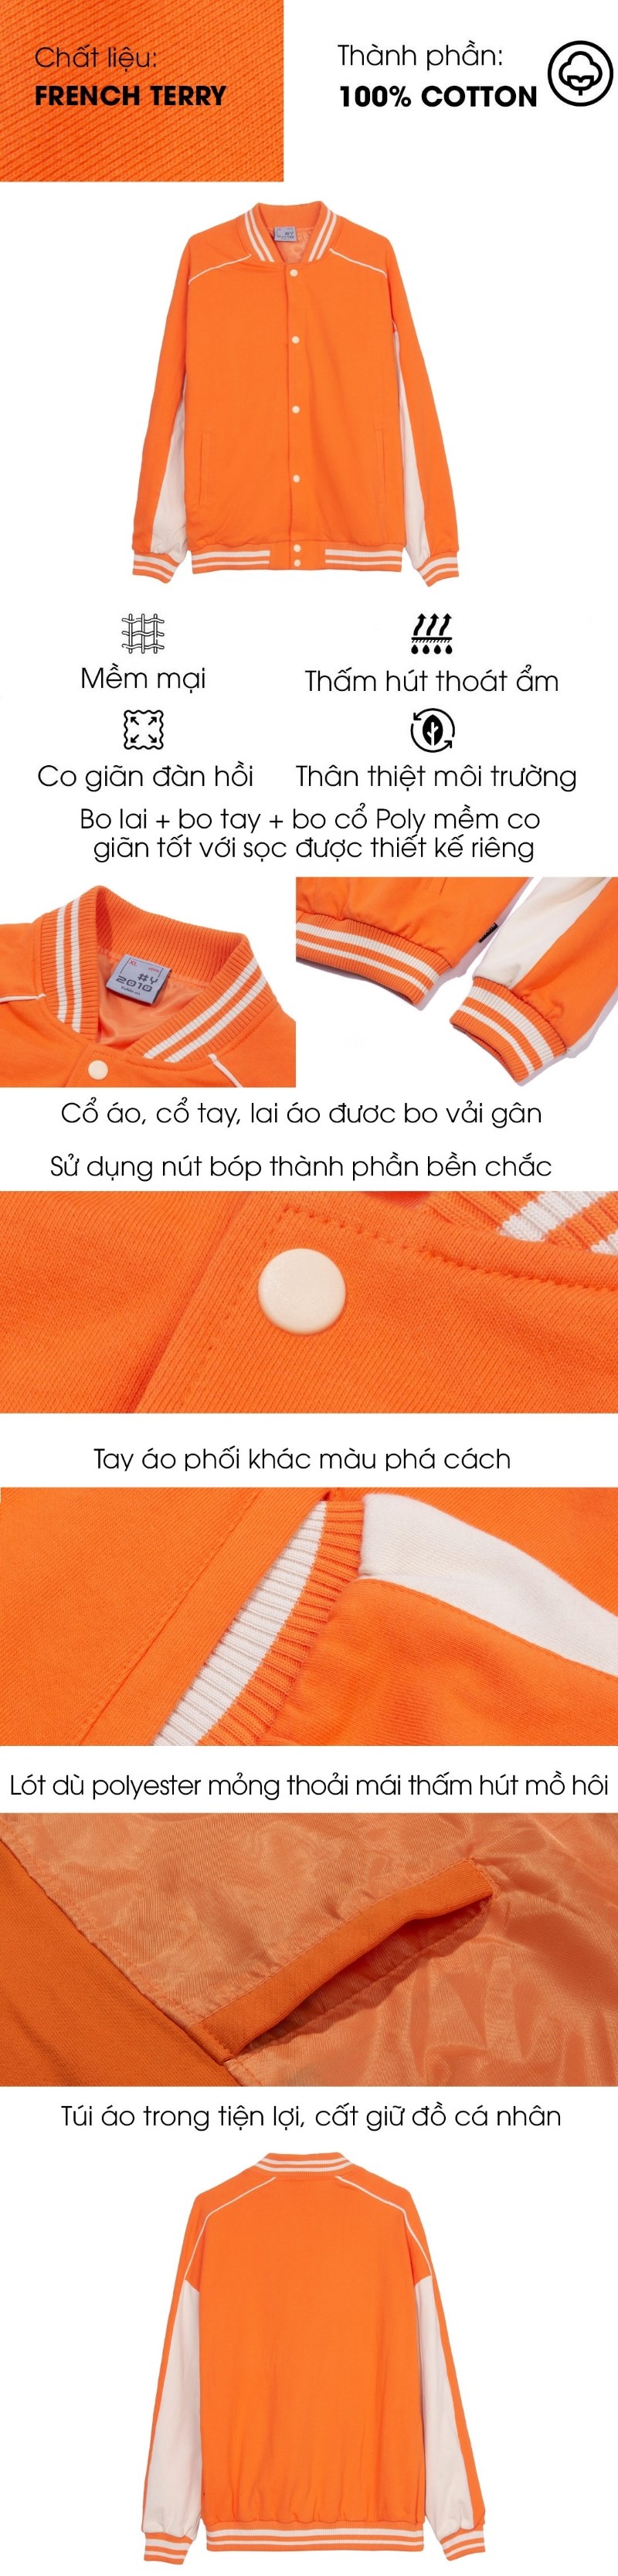 Chất liệu:
FRENCH TERRY
Thành phần:
100% COTTON
Mềm mại
Thấm hút thoát ẩm
Co giãn đàn hồi
Thân thiệt môi trường
Bo lai + bo tay + bo cổ Poly mềm co
giãn tốt với sọc được thiết kế riêng
XL
#Y
2010
Cổ áo, cổ tay, lai áo đươc bo vải gân
Sử dụng nút bóp thành phần bền chắc
Tay áo phối khác màu phá cách
Lót dù polyester mỏng thoải mái thấm hút mồ hôi
Túi áo trong tiện lợi, cất giữ đồ cá nhân